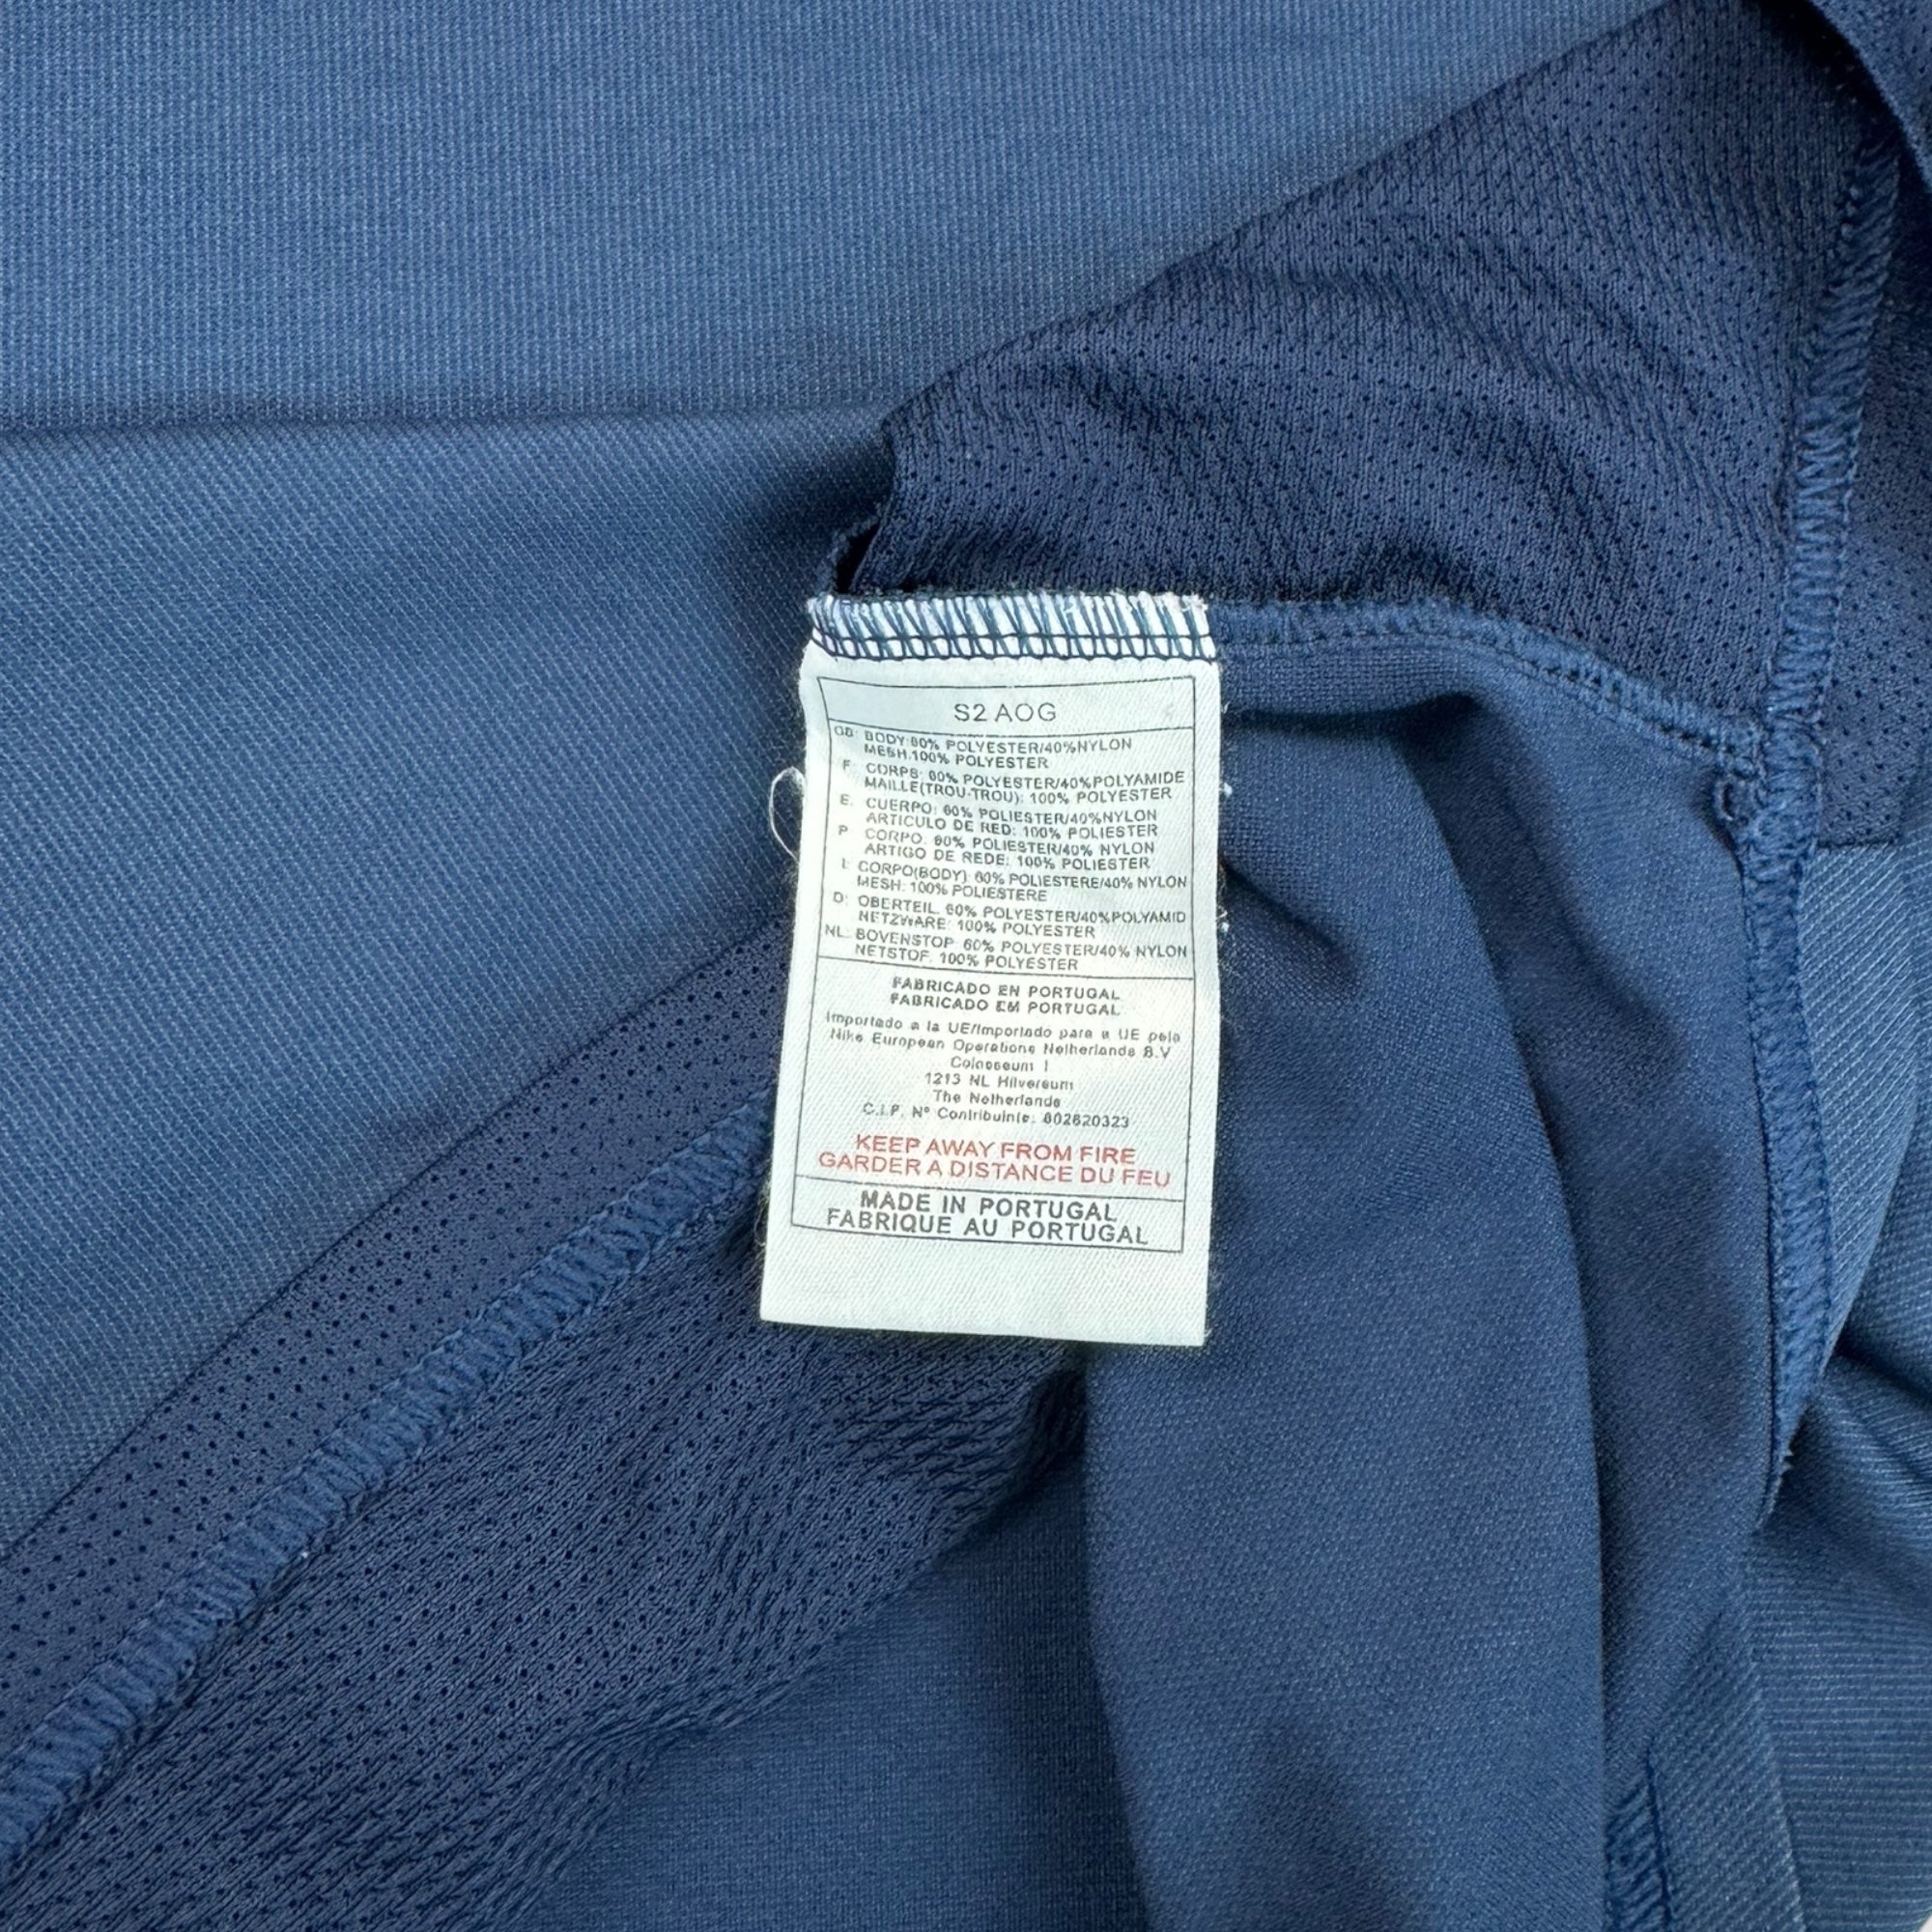 S2 AOG
GB: BODY:60% POLYESTER/40%NYLON
MESH.100% POLYESTER
F: CORPS: 60% POLYESTER/40%POLYAMIDE
MAILLE(TROU-TROU): 100% POLYESTER
E: CUERPO: 60% POLIESTER/40%NYLON
ARTICULO DE RED: 100% POLIESTER
P: CORPO. 60% POLIESTER/40% NYLON
ARTIGO DE REDE: 100% POLIESTER
I: CORPO(BODY): 60% POLIESTERE/40% NYLON
MESH: 100% POLIESTERE
D: OBERTEIL. 60% POLYESTER/40%POLYAMID
NETZWARE: 100% POLYESTER
NL: BOVENSTOP: 60% POLYESTER/40% NYLON
NETSTOF. 100% POLYESTER
FABRICADO EN PORTUGAL
FABRICADO EM PORTUGAL
Importado a la UE/Importado para a UE pela
Nike European Operations Netherlands B.V
Colosseum 1
1213 NL Hilversum
The Netherlands
C.I.F. Nº Contribuinte: 802620323
KEEP AWAY FROM FIRE
GARDER A DISTANCE DU FEU
MADE IN PORTUGAL
FABRIQUE AU PORTUGAL